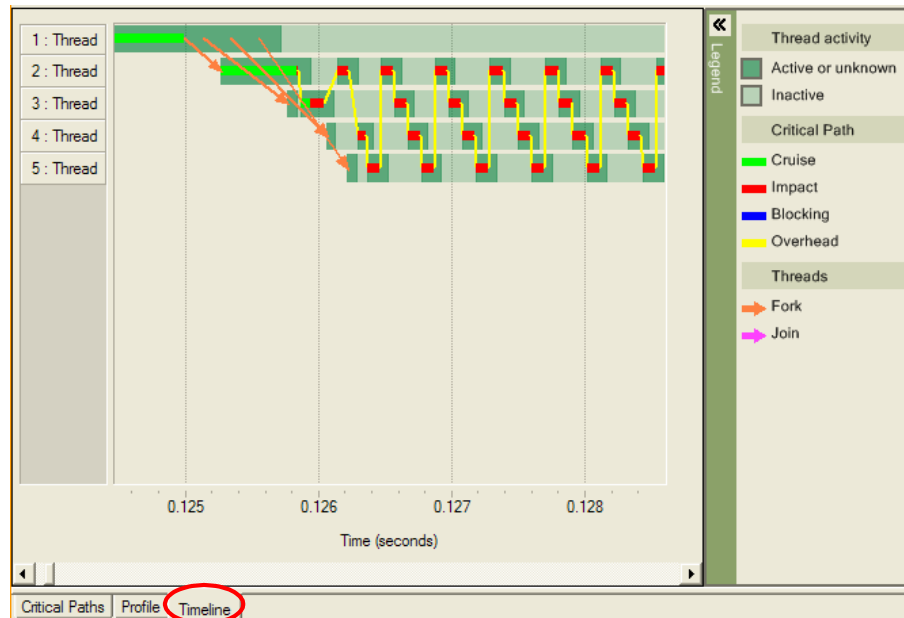 1 : Thread
2 : Thread
3 : Thread
4 : Thread
5 : Thread
0.125 0.126 0.127 0.128
Time (seconds)
Critical Paths Profile Timeline
Legend
Thread activity
Active or unknown
Inactive
Critical Path
Cruise
Impact
Blocking
Overhead
Threads
Fork
Join